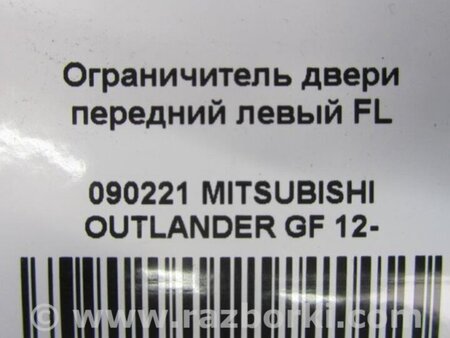 Ограничитель двери
передний левый FL
090221 MITSUBISHI
OUTLANDER GF 12-
© www.razborki.com